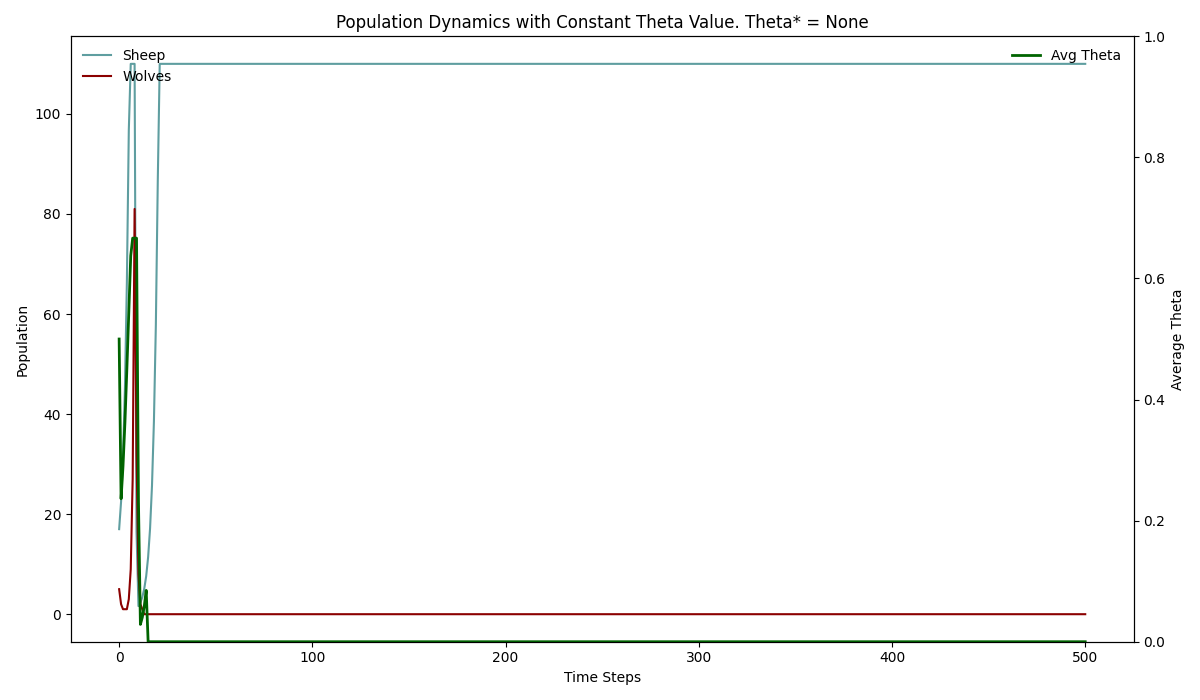 Population Dynamics with Constant Theta Value. Theta* = None
Sheep
Wolves
Avg Theta
Population
100
80
60
40
20
0
1.0
0.8
0.6
0.4
0.2
0.0
Average Theta
0
100
200
300
400
500
Time Steps